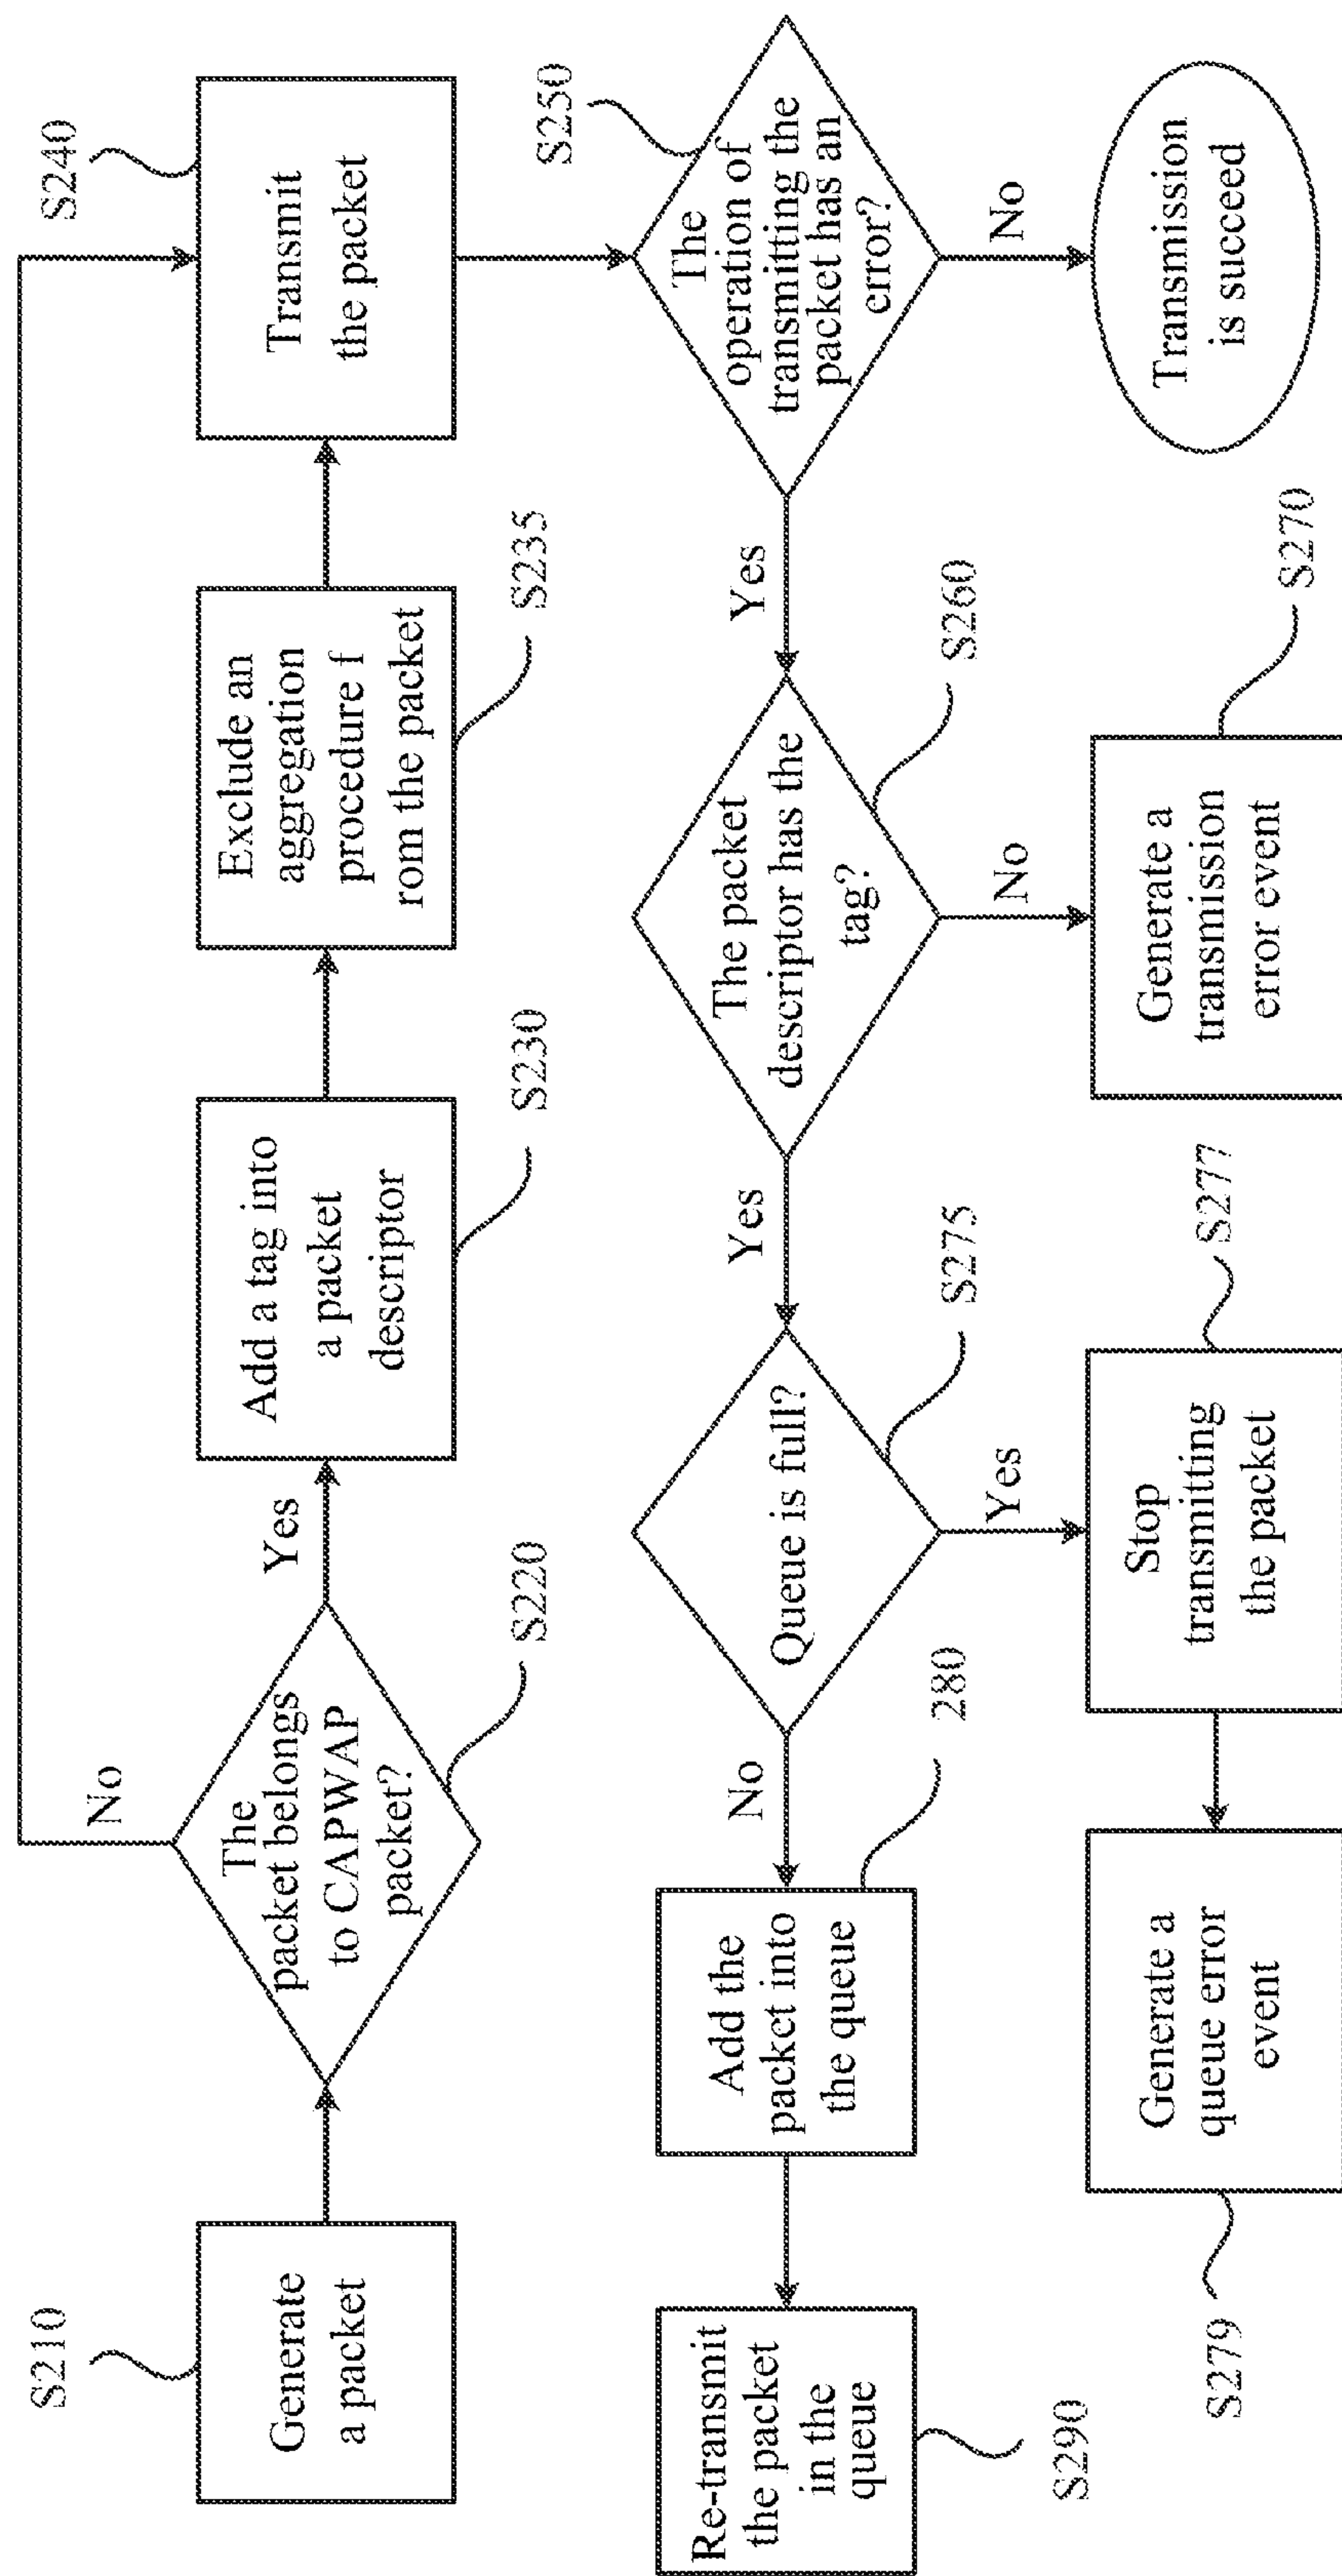 S210
Generate
a packet
The
packet belongs
to CAPWAP
packet?
S220
No
Yes
Add a tag into
a packet
descriptor
S230
Exclude an
aggregation
procedure f
rom the packet
S235
S240
Transmit
the packet
S250
The
operation of
transmitting the
packet has an
error?
No
Transmission
is succeed
Yes
The packet
descriptor has the
tag?
S260
No
Generate a
transmission
error event
S270
Yes
Queue is full?
S275
Yes
Stop
transmitting
the packet
S277
Generate a
queue error
event
S279
No
Add the
packet into
the queue
280
Re-transmit
the packet
in the
queue
S290